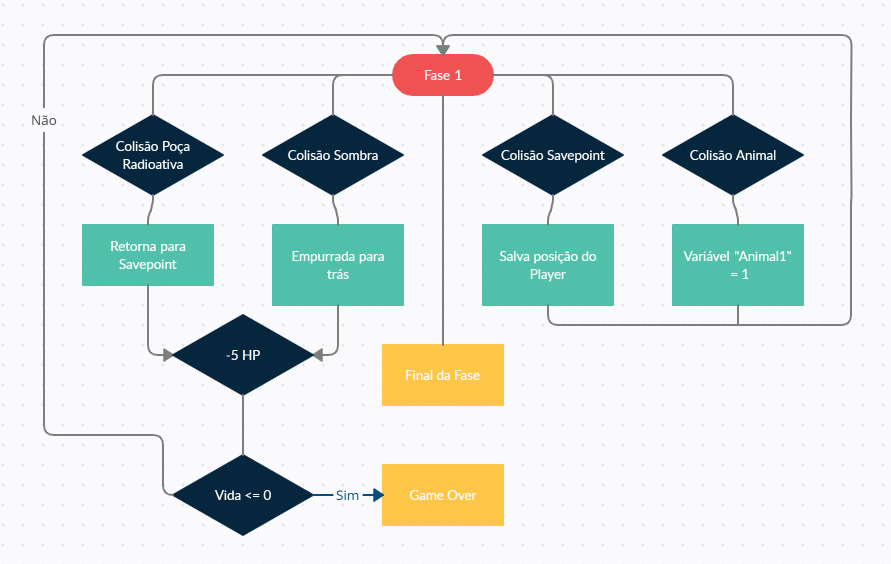 Fase 1
Não
Colisão Poça
Radioativa
Colisão Sombra
Colisão Savepoint
Colisão Animal
Retorna para
Savepoint
Empurrada para
trás
Salva posição do
Player
Variável "Animal1"
= 1
-5 HP
Final da Fase
Vida <= 0
Sim
Game Over